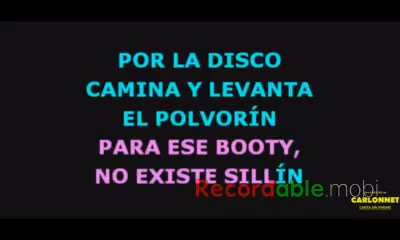 POR LA DISCO
CAMINA Y LEVANTA
EL POLVORÍN
PARA ESE BOOTY,
NO EXISTE SILLÍN
Recordable.mobi
CARLONNET